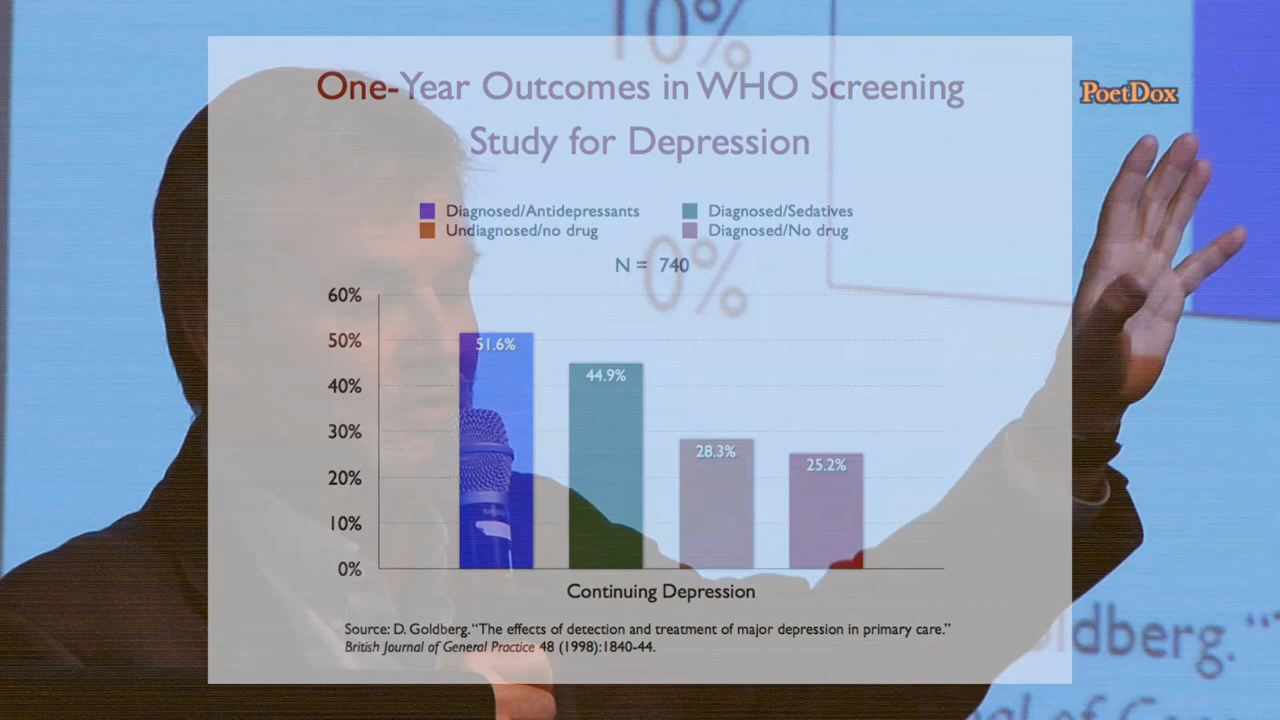 10%
PoetDox
One-Year Outcomes in WHO Screening
Study for Depression
Diagnosed/Antidepressants
Diagnosed/Sedatives
Undiagnosed/no drug
Diagnosed/No drug
N = 740
0%
60%
50%
40%
30%
20%
10%
0%
51.6%
44.9%
28.3%
25.2%
Continuing Depression
Source: D. Goldberg. “The effects of detection and treatment of major depression in primary care.”
British Journal of General Practice 48 (1998):1840-44.
ldberg. “